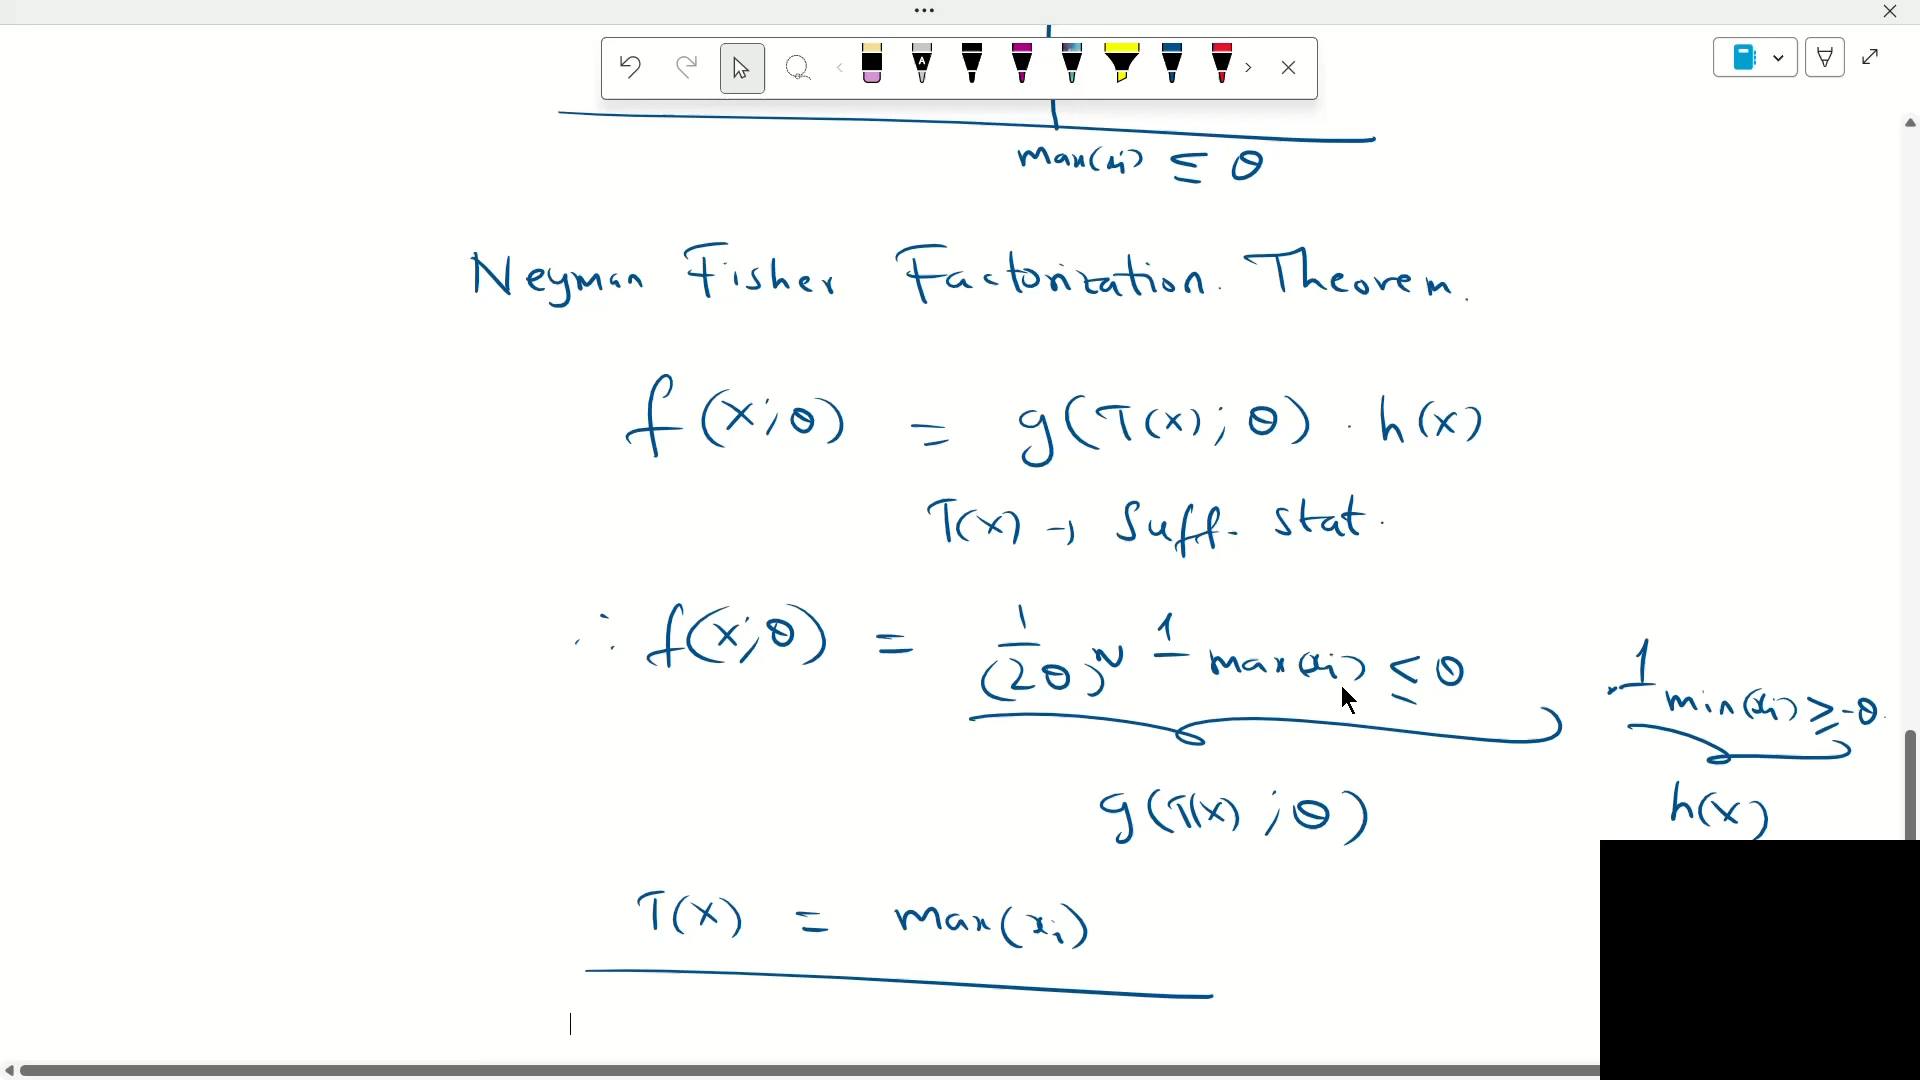 max(xi) ≤ θ
Neyman Fisher Factorization. Theorem.
f(x;θ) = g(T(x); θ) · h(x)
T(x) → Suff. stat.
∴ f(x;θ) = 1/(2θ)^N 1 max(xi) ≤ θ 1 min(xi) ≥ -θ.
g(T(x) ; θ) h(x)
T(x) = max(xi)